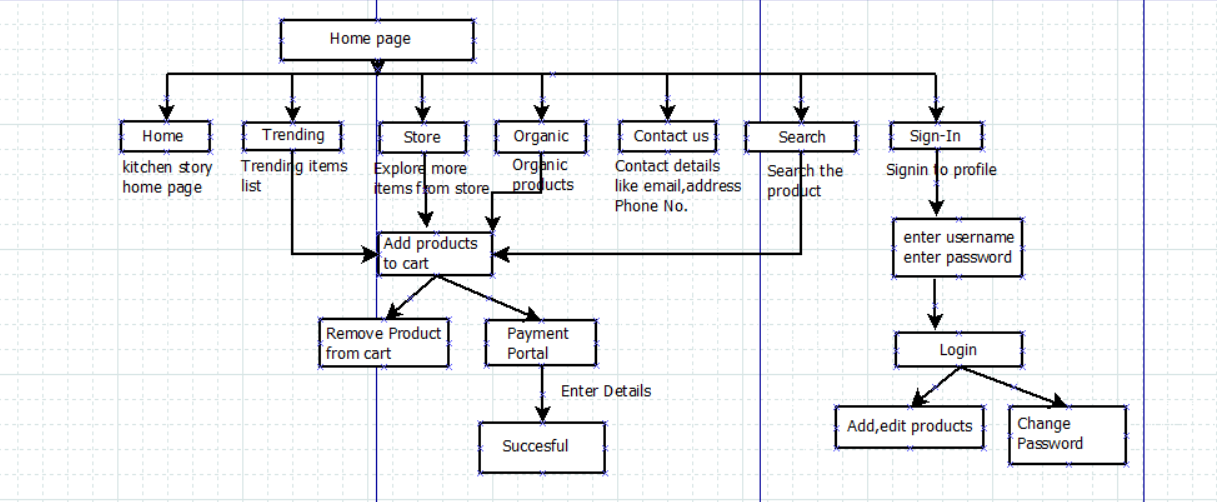 Home page
Home
Trending
Store
Organic
Contact us
Search
Sign-In
kitchen story
home page
Trending items
list
Explore more
items from store
Organic
products
Contact details
like email,address
Phone No.
Search the
product
Signin to profile
Add products
to cart
enter username
enter password
Remove Product
from cart
Payment
Portal
Login
Enter Details
Succesful
Add,edit products
Change
Password